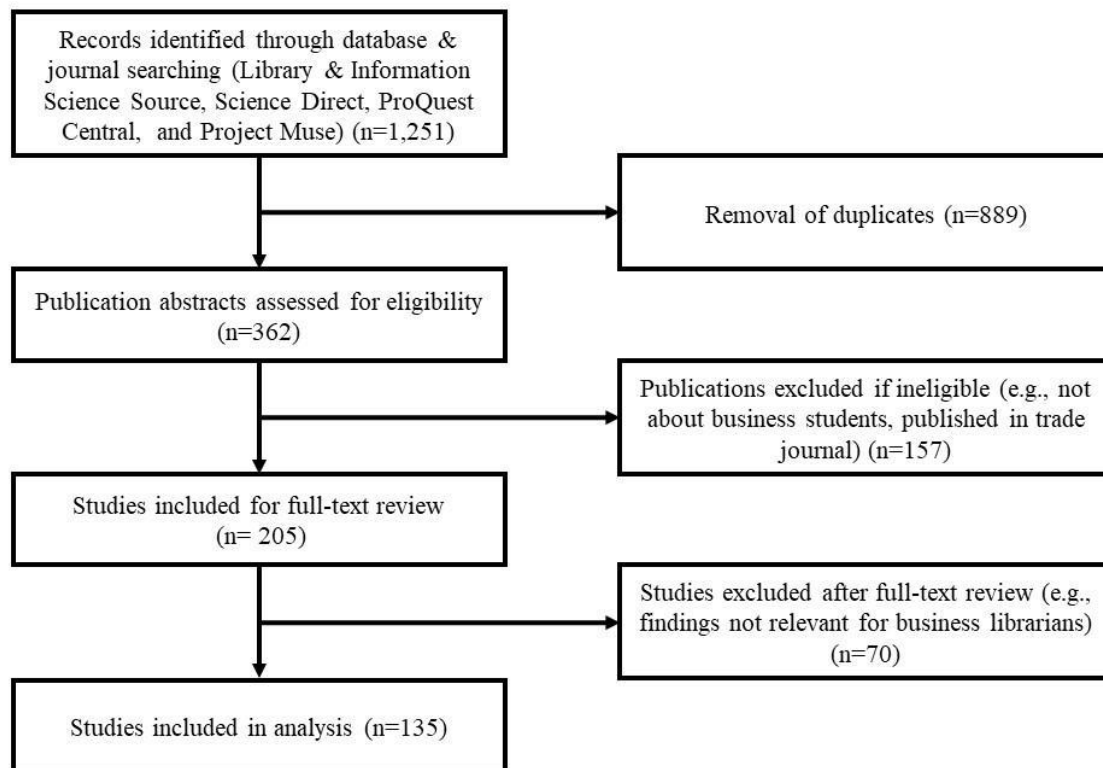 Records identified through database &
journal searching (Library & Information
Science Source, Science Direct, ProQuest
Central, and Project Muse) (n=1,251)
Removal of duplicates (n=889)
Publication abstracts assessed for eligibility
(n=362)
Publications excluded if ineligible (e.g., not
about business students, published in trade
journal) (n=157)
Studies included for full-text review
(n= 205)
Studies excluded after full-text review (e.g.,
findings not relevant for business librarians)
(n=70)
Studies included in analysis (n=135)